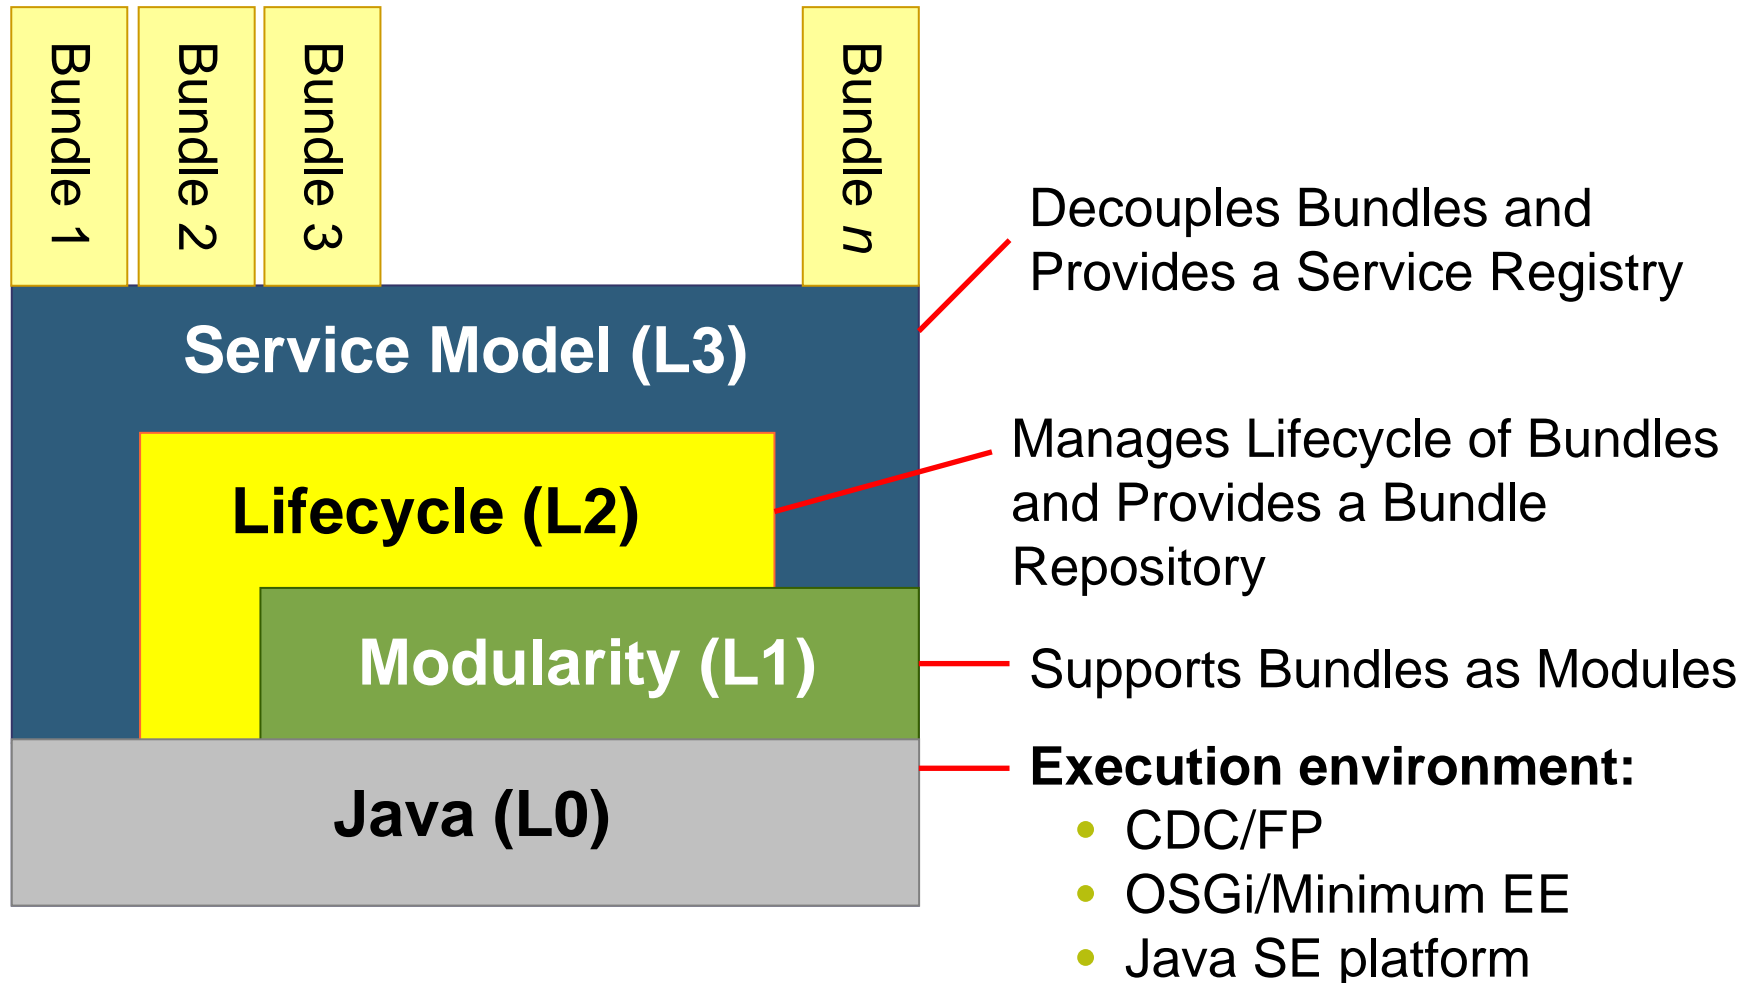 Bundle 1
Bundle 2
Bundle 3
Bundle n
Service Model (L3)
Lifecycle (L2)
Modularity (L1)
Java (L0)
Decouples Bundles and
Provides a Service Registry
Manages Lifecycle of Bundles
and Provides a Bundle
Repository
Supports Bundles as Modules
Execution environment:
• CDC/FP
• OSGi/Minimum EE
• Java SE platform